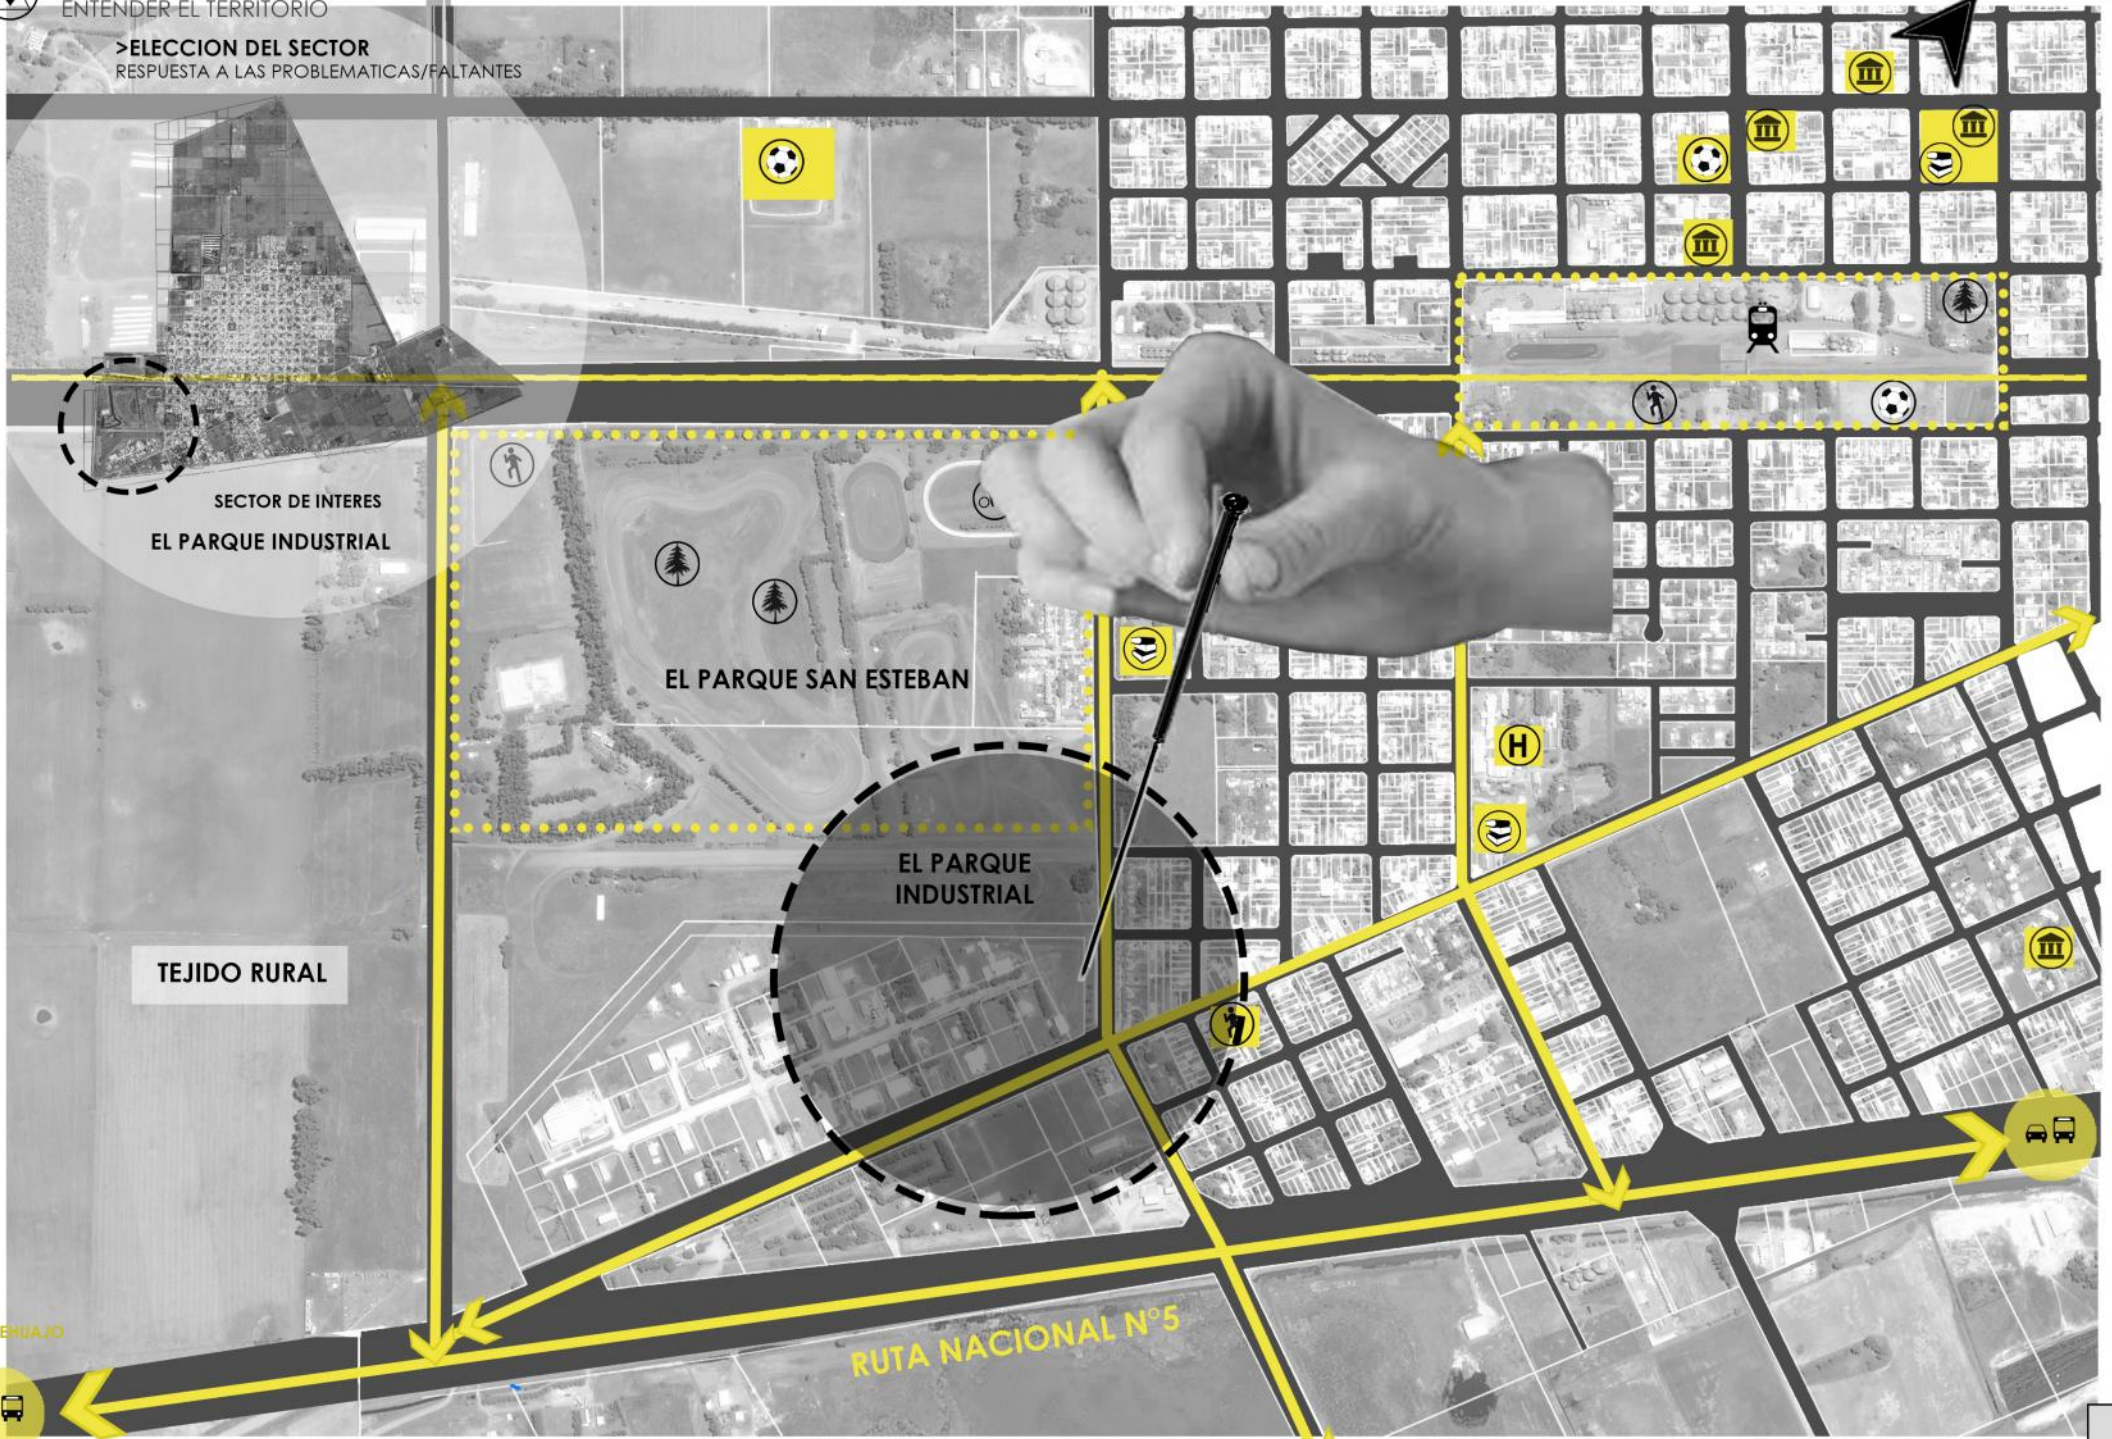 ENTENDER EL TERRITORIO
>ELECCION DEL SECTOR
RESPUESTA A LAS PROBLEMATICAS/FALTANTES
SECTOR DE INTERES
EL PARQUE INDUSTRIAL
EL PARQUE SAN ESTEBAN
H
EL PARQUE
INDUSTRIAL
TEJIDO RURAL
RUTA NACIONAL N°5